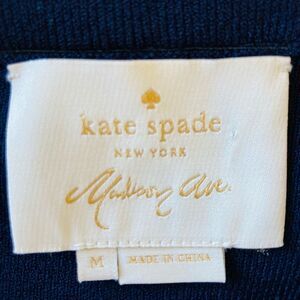 kate spade
NEW YORK
Madison Ave.
M
MADE IN CHINA